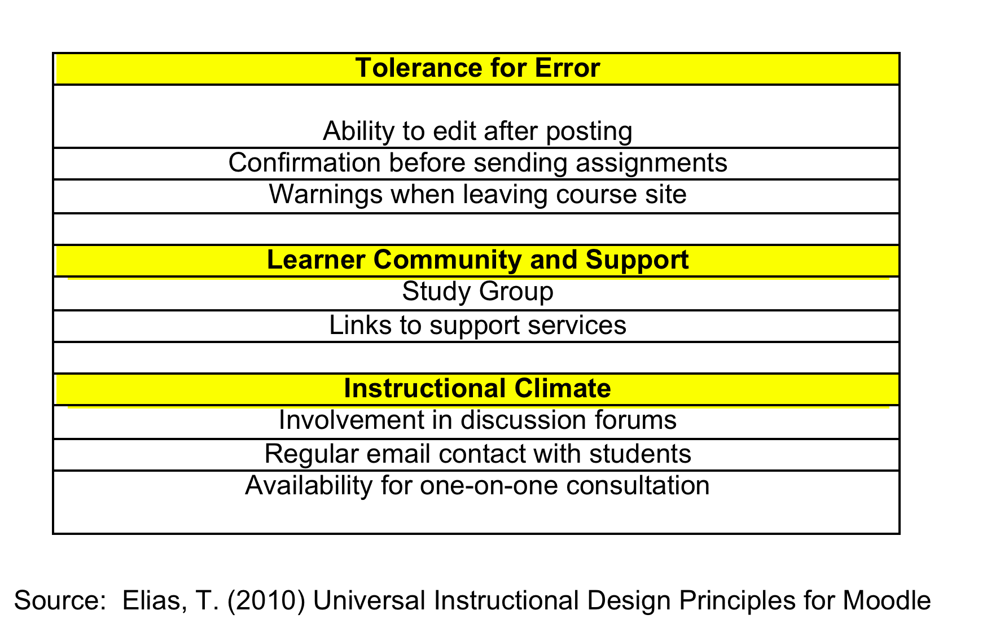 Tolerance for Error
Ability to edit after posting
Confirmation before sending assignments
Warnings when leaving course site
Learner Community and Support
Study Group
Links to support services
Instructional Climate
Involvement in discussion forums
Regular email contact with students
Availability for one-on-one consultation
Source:  Elias, T. (2010) Universal Instructional Design Principles for Moodle